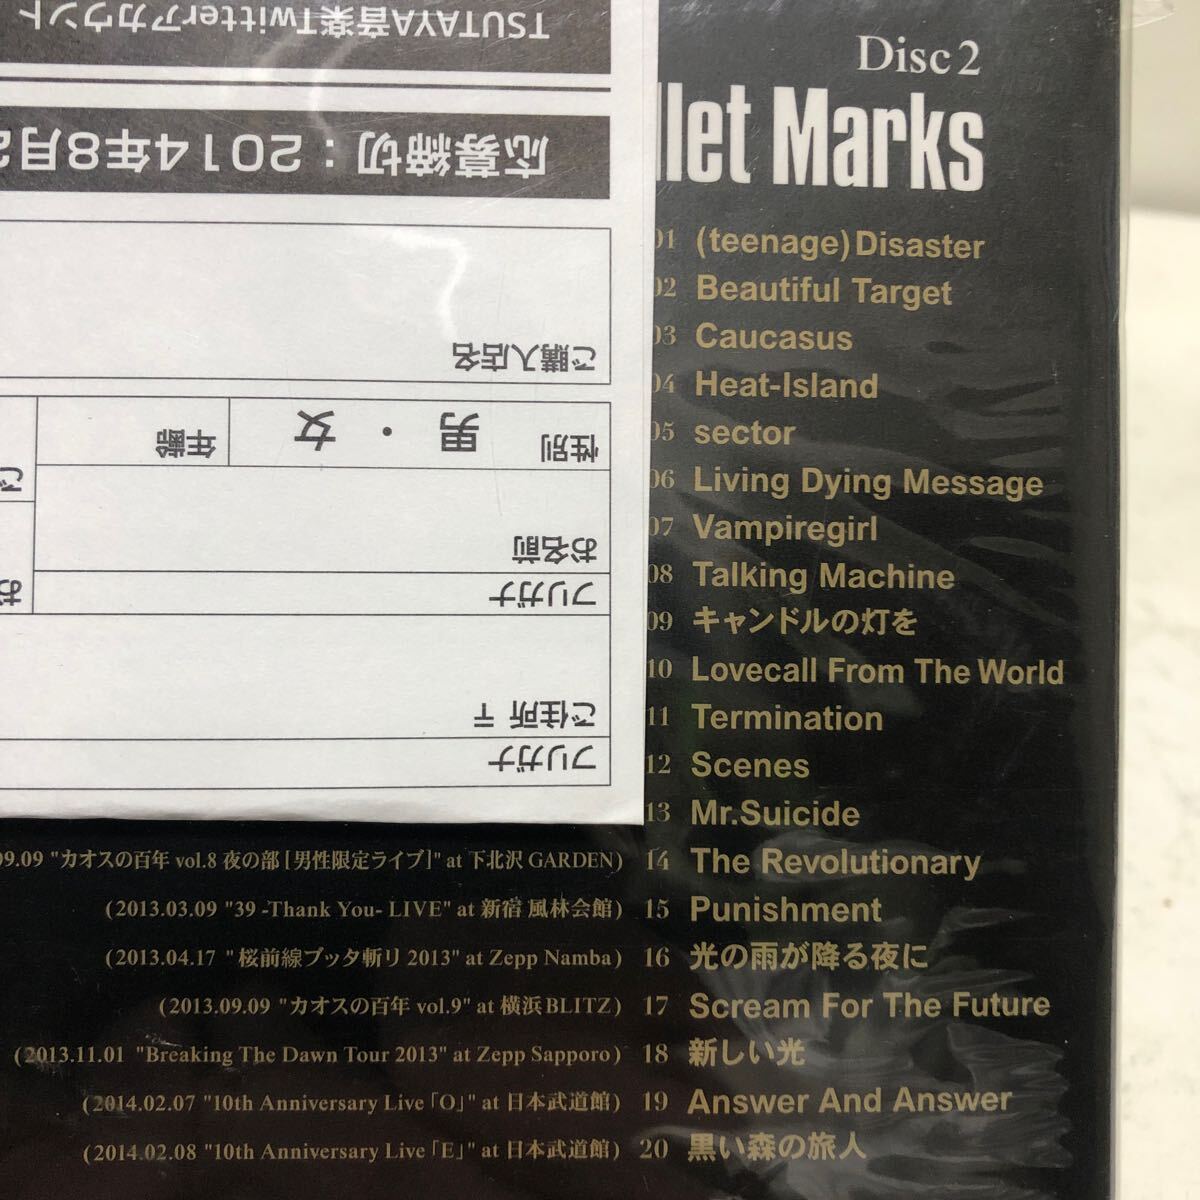 TSUTAYA音楽Twitterアカウント
応募締切：2014年8月
ご購入店名
性別 男・女 年齢
お名前
フリガナ
ご住所 〒
フリガナ
Disc 2
llet Marks
01 (teenage)Disaster
02 Beautiful Target
03 Caucasus
04 Heat-Island
05 sector
06 Living Dying Message
07 Vampiregirl
08 Talking Machine
09 キャンドルの灯を
10 Lovecall From The World
11 Termination
12 Scenes
13 Mr.Suicide
09.09 "カオスの百年 vol.8 夜の部 [男性限定ライブ]" at 下北沢 GARDEN) 14 The Revolutionary
(2013.03.09 "39 -Thank You- LIVE" at 新宿 風林会館) 15 Punishment
(2013.04.17 "桜前線ブッタ斬リ 2013" at Zepp Namba) 16 光の雨が降る夜に
(2013.09.09 "カオスの百年 vol.9" at 横浜 BLITZ) 17 Scream For The Future
(2013.11.01 "Breaking The Dawn Tour 2013" at Zepp Sapporo) 18 新しい光
(2014.02.07 "10th Anniversary Live「O」" at 日本武道館) 19 Answer And Answer
(2014.02.08 "10th Anniversary Live「E」" at 日本武道館) 20 黒い森の旅人